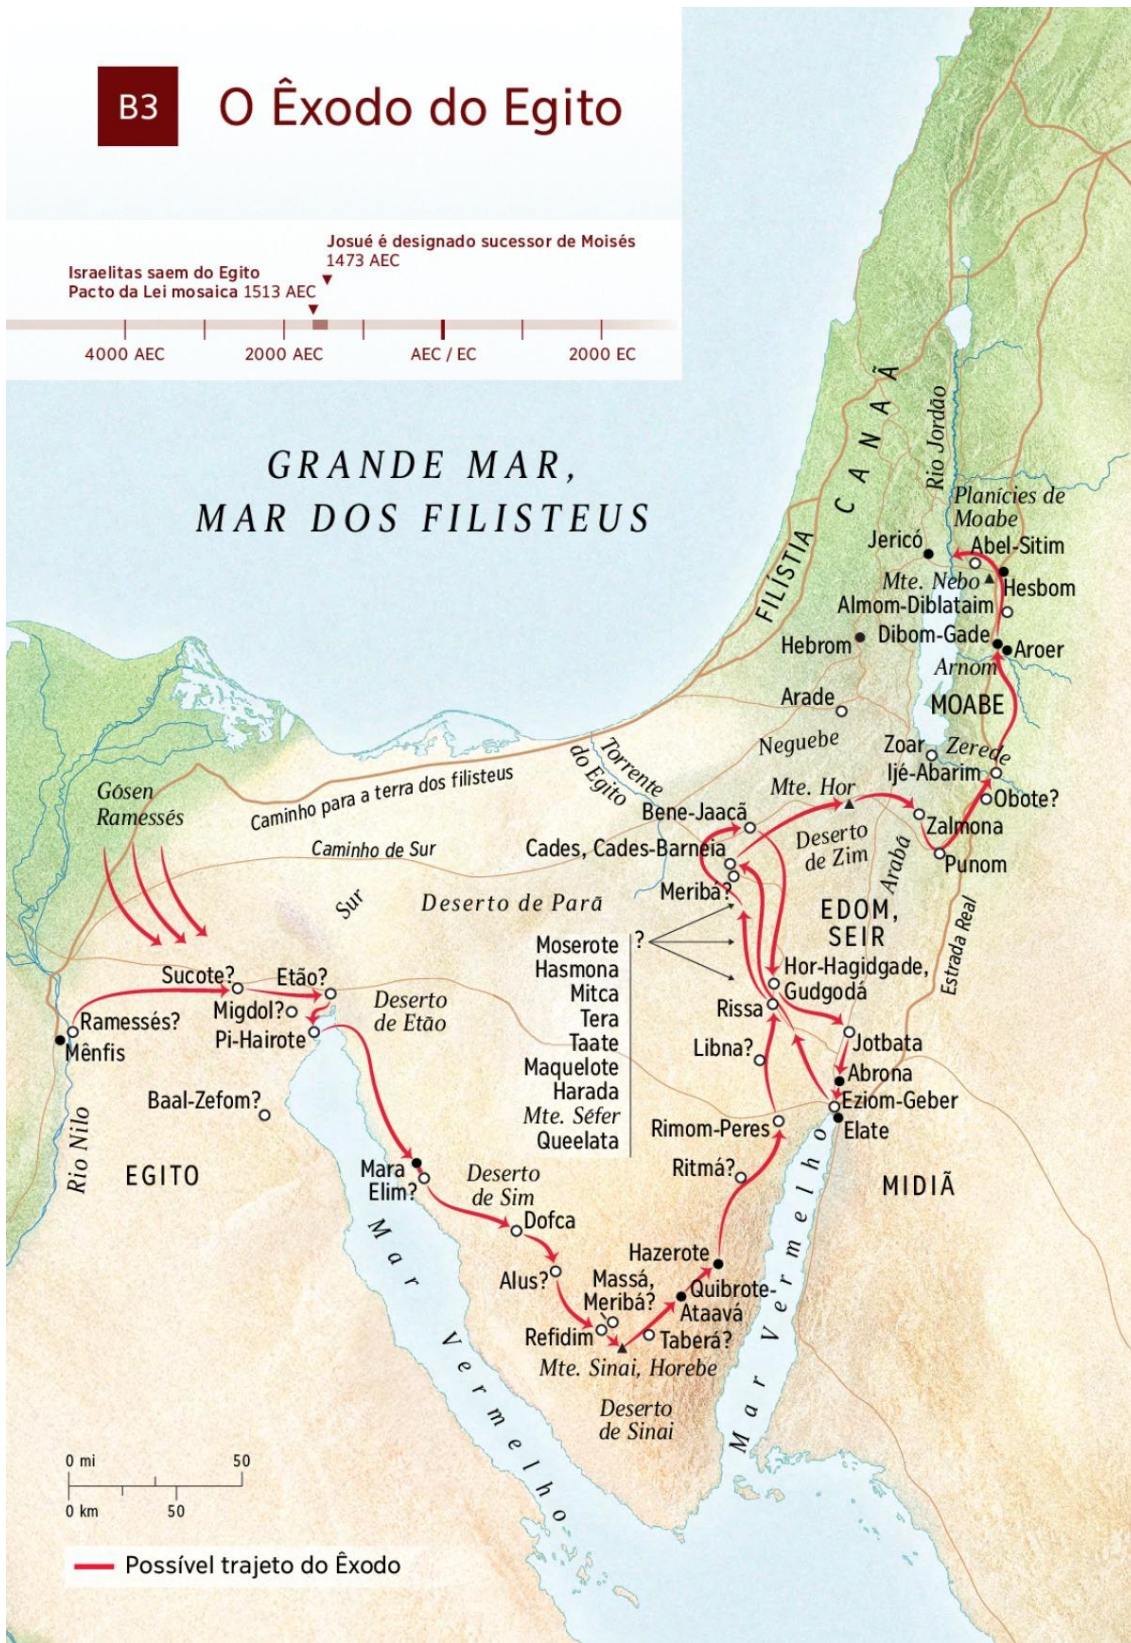 B3
O Êxodo do Egito
Josué é designado sucessor de Moisés
1473 AEC
Israelitas saem do Egito
Pacto da Lei mosaica 1513 AEC
4000 AEC
2000 AEC
AEC / EC
2000 EC
GRANDE MAR,
MAR DOS FILISTEUS
CANAÃ
Rio Jordão
FILÍSTIA
Planícies de
Moabe
Jericó
Abel-Sitim
Mte. Nebo
Hesbom
Almom-Diblataim
Dibom-Gade
Hebrom
Aroer
Arnom
Arade
MOABE
Neguebe
Zoar
Zerede
Ijé-Abarim
Torrente
do Egito
Gósen
Ramessés
Caminho para a terra dos filisteus
Mte. Hor
Obote?
Bene-Jaacã
Zalmona
Caminho de Sur
Cades, Cades-Barneia
Deserto
de Zim
Arabá
Punom
Meribá?
Sur
Deserto de Parã
EDOM,
SEIR
Estrada Real
Moserote
?
Hasmona
Mitca
Tera
Taate
Maquelote
Harada
Mte. Séfer
Queelata
Sucote?
Etão?
Hor-Hagidgade,
Gudgodá
Migdol?
Deserto
de Etão
Rissa
Ramessés?
Pi-Hairote
Mênfis
Libna?
Jotbata
Abrona
Baal-Zefom?
Eziom-Geber
Rimom-Peres
Elate
Rio Nilo
EGITO
Mara
Elim?
Deserto
de Sim
Ritmá?
MIDIÃ
Dofca
Mar Vermelho
Hazerote
Alus?
Massá,
Meribá?
Quibrote-
Ataavá
Refidim
Taberá?
Mte. Sinai, Horebe
Mar Vermelho
Deserto
de Sinai
0 mi
50
0 km
50
Possível trajeto do Êxodo